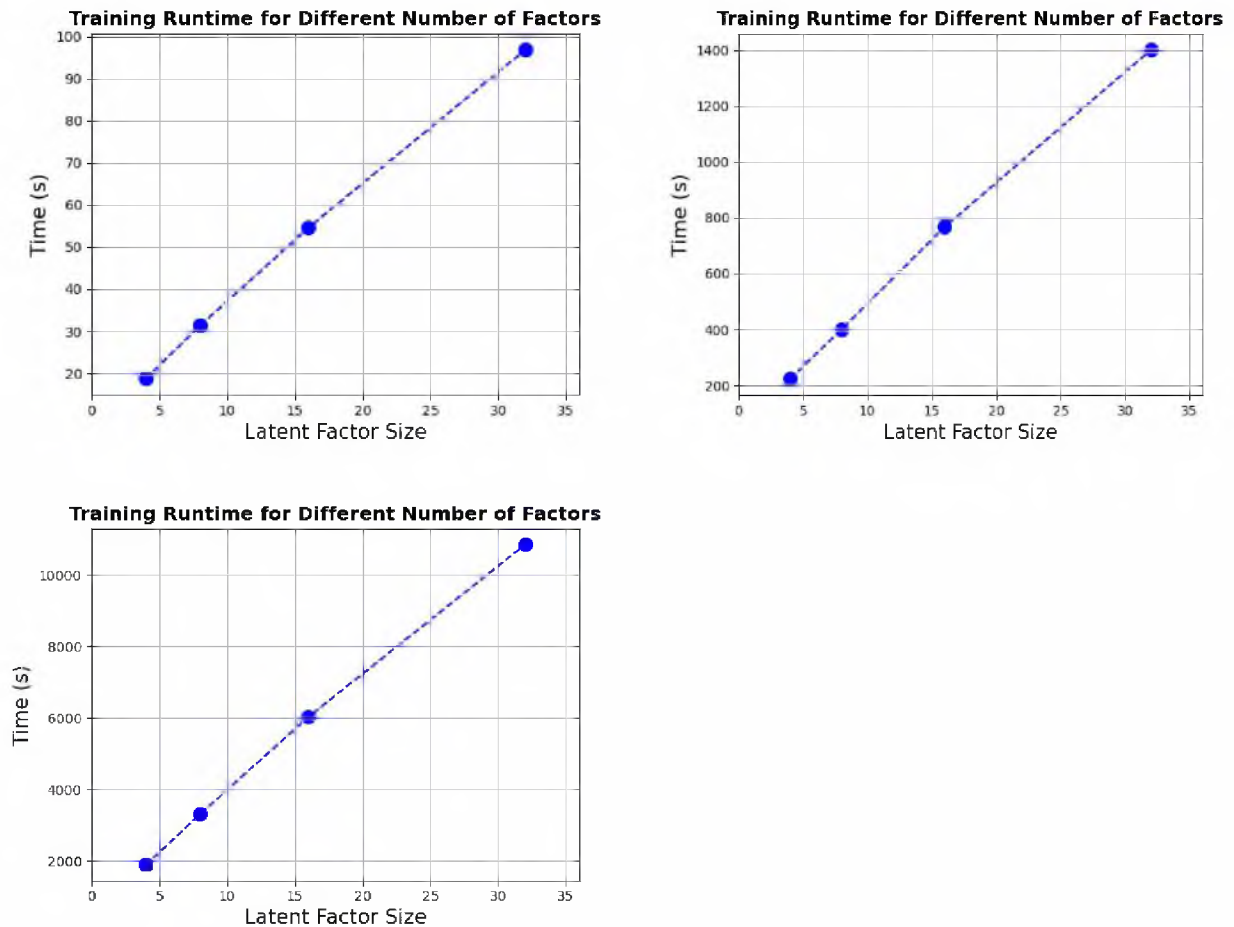 Training Runtime for Different Number of Factors
100
90
80
70
60
50
40
30
20
Time (s)
0 5 10 15 20 25 30 35
Latent Factor Size
Training Runtime for Different Number of Factors
1400
1200
1000
800
600
400
200
Time (s)
0 5 10 15 20 25 30 35
Latent Factor Size
Training Runtime for Different Number of Factors
10000
8000
6000
4000
2000
Time (s)
0 5 10 15 20 25 30 35
Latent Factor Size